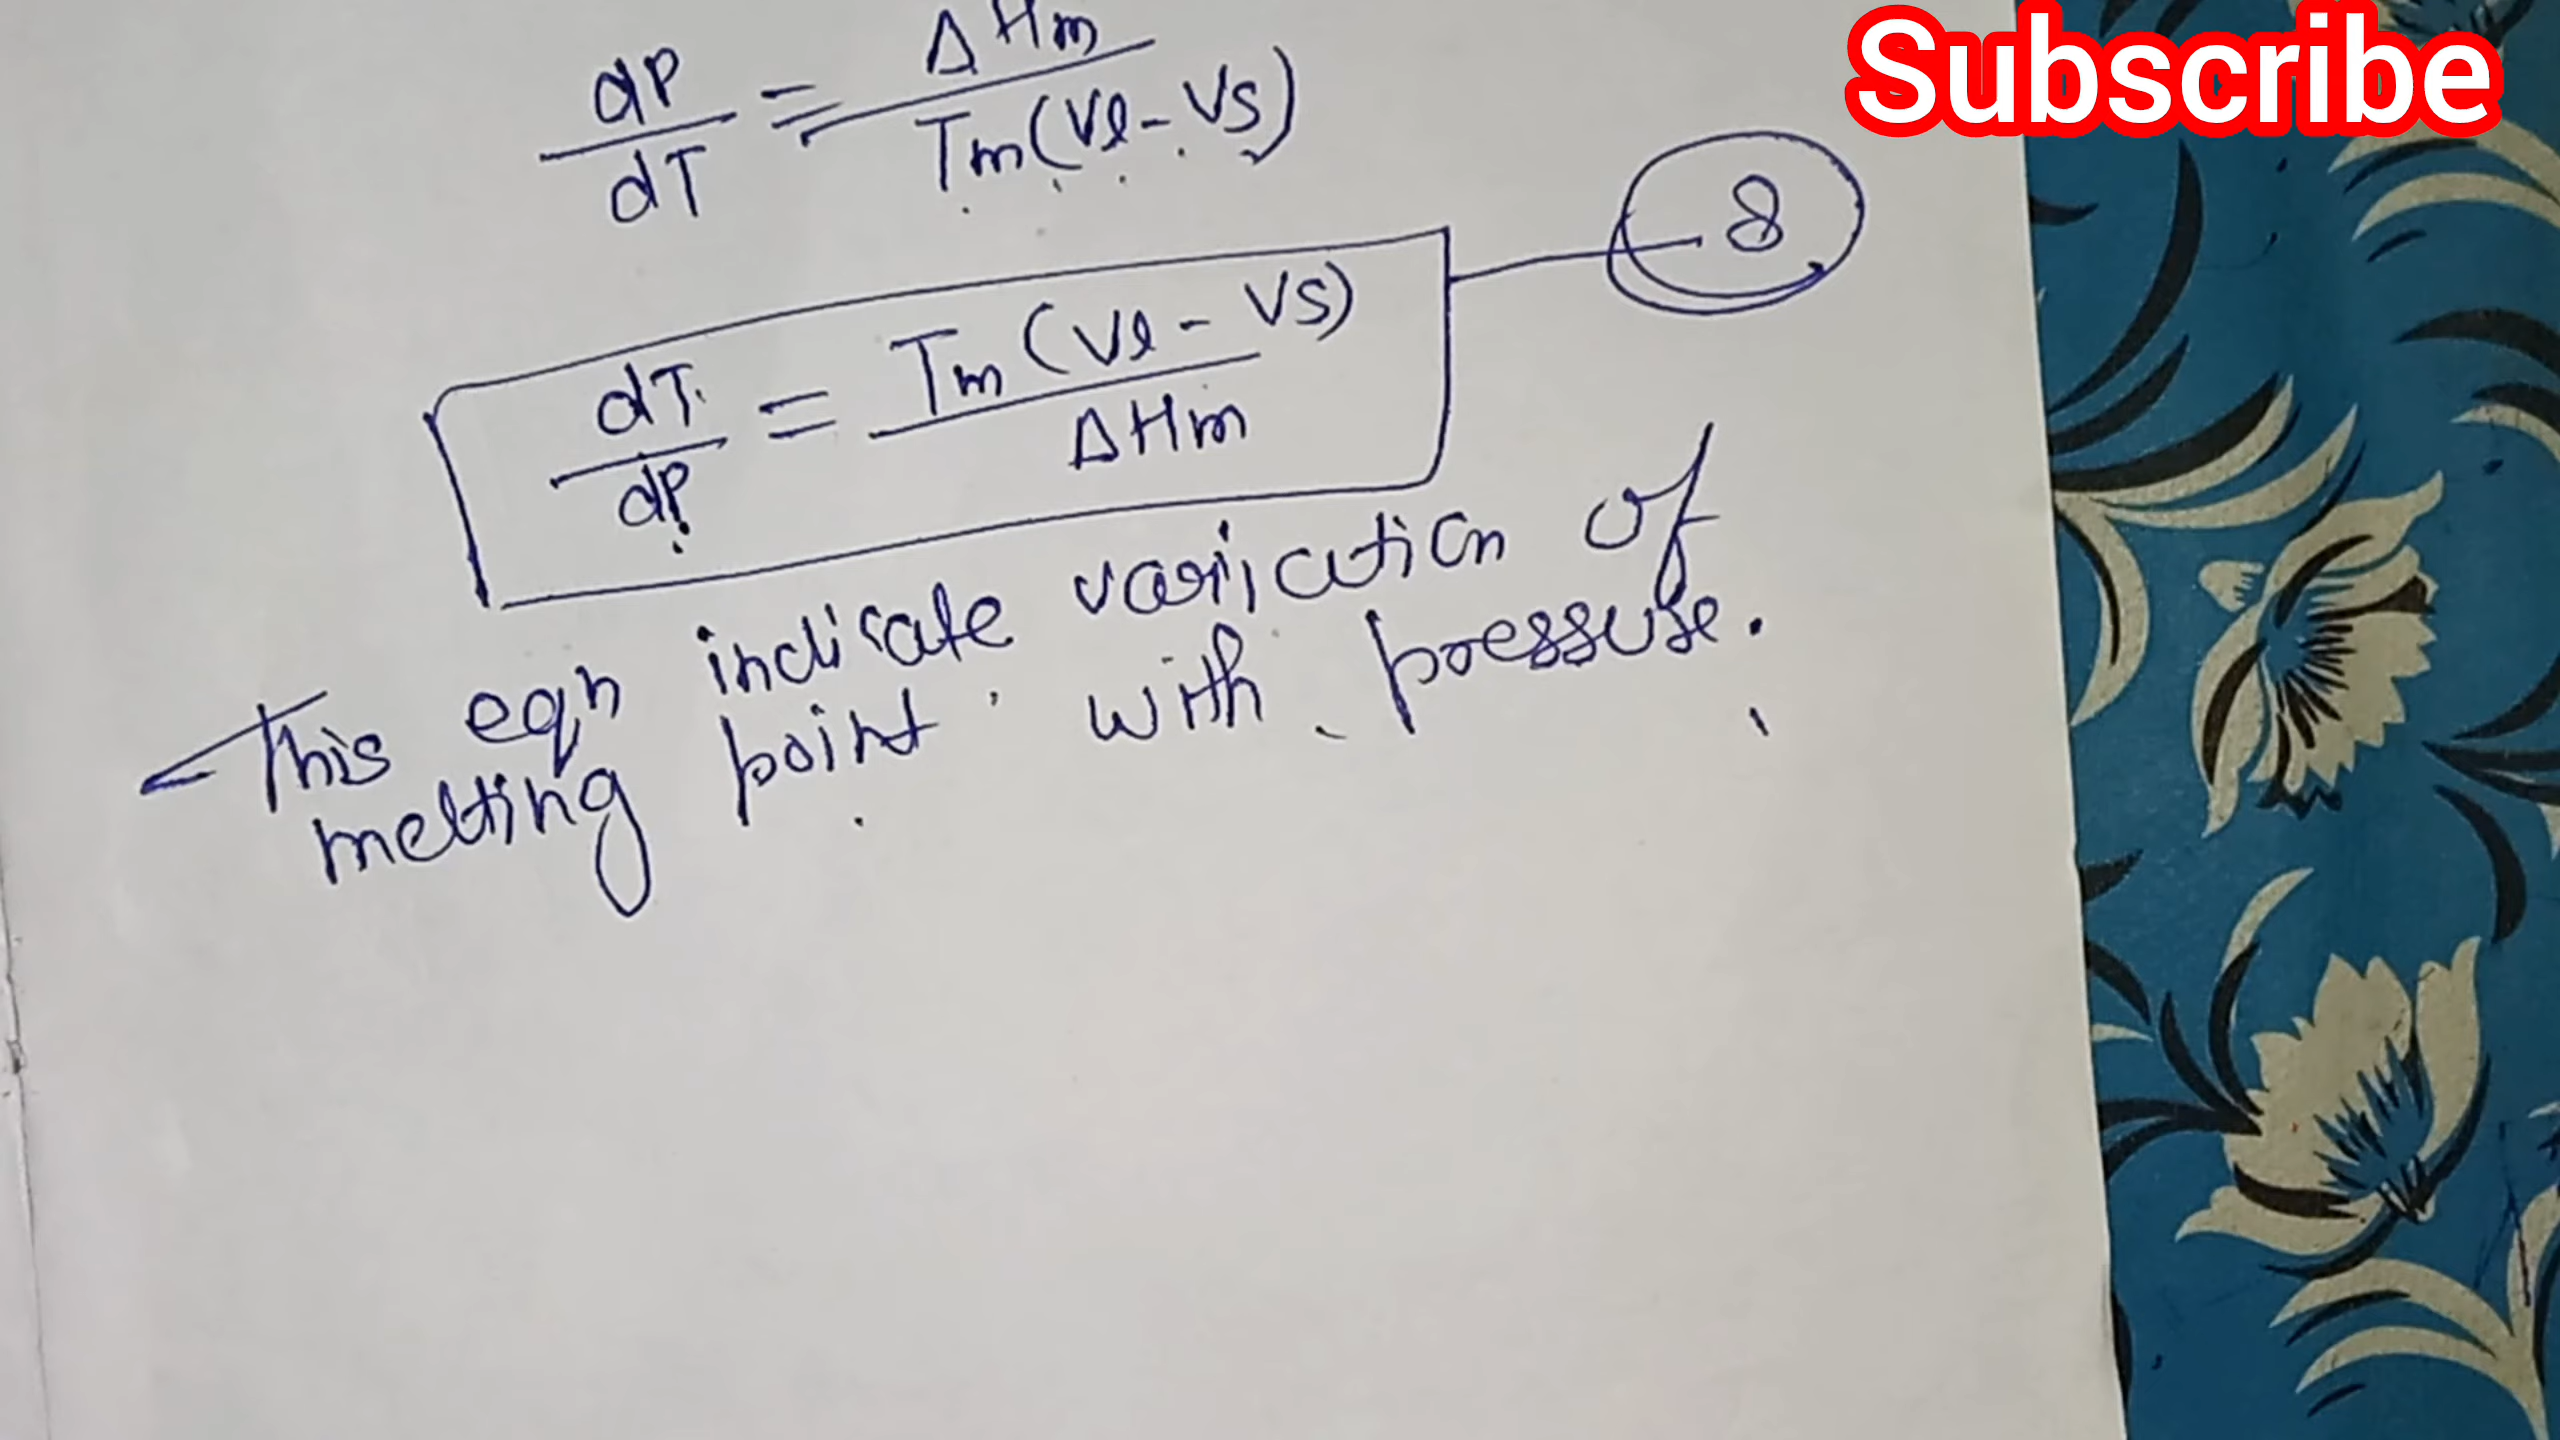 Subscribe
dP/dT = ΔHm / Tm(Vl - Vs)
dT/dP = Tm(Vl - Vs) / ΔHm — 8
This eqn indicate variation of
melting point with pressure.